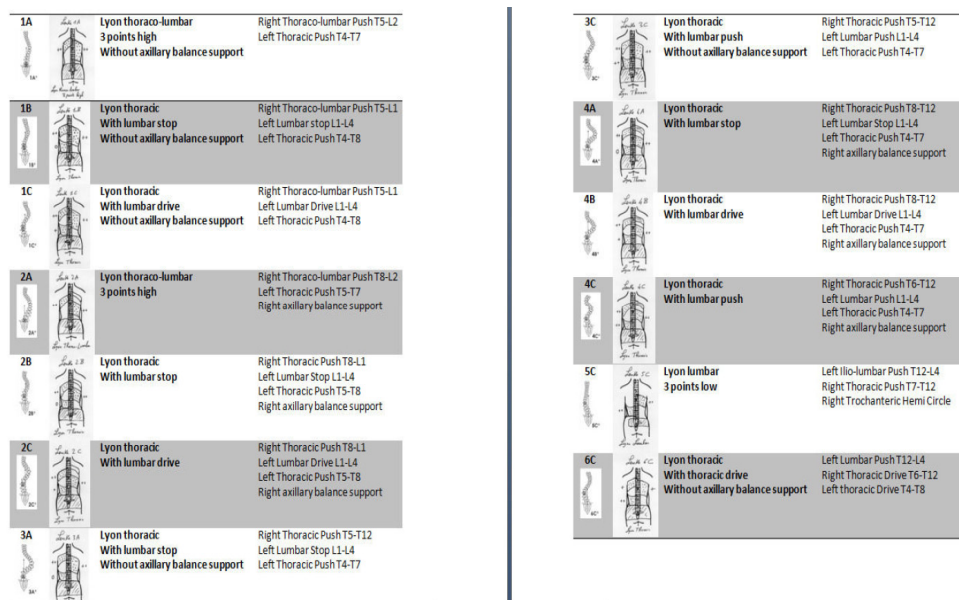 1A Lyon thoraco-lumbar Right Thoraco-lumbar Push T5-L2
3 points high Left Thoracic Push T4-T7
Without axillary balance support
1B Lyon thoracic Right Thoraco-lumbar Push T5-L1
With lumbar stop Left Lumbar stop L1-L4
Without axillary balance support Left Thoracic Push T4-T8
1C Lyon thoracic Right Thoraco-lumbar Push T5-L1
With lumbar drive Left Lumbar Drive L1-L4
Without axillary balance support Left Thoracic Push T4-T8
2A Lyon thoraco-lumbar Right Thoraco-lumbar Push T8-L2
3 points high Left Thoracic Push T5-T7
Right axillary balance support
2B Lyon thoracic Right Thoracic Push T8-L1
With lumbar stop Left Lumbar Stop L1-L4
Left Thoracic Push T5-T8
Right axillary balance support
2C Lyon thoracic Right Thoracic Push T8-L1
With lumbar drive Left Lumbar Drive L1-L4
Left Thoracic Push T5-T8
Right axillary balance support
3A Lyon thoracic Right Thoracic Push T5-T12
With lumbar stop Left Lumbar Stop L1-L4
Without axillary balance support Left Thoracic Push T4-T7
3C Lyon thoracic Right Thoracic Push T5-T12
With lumbar push Left Lumbar Push L1-L4
Without axillary balance support Left Thoracic Push T4-T7
4A Lyon thoracic Right Thoracic Push T8-T12
With lumbar stop Left Lumbar Stop L1-L4
Left Thoracic Push T4-T7
Right axillary balance support
4B Lyon thoracic Right Thoracic Push T8-T12
With lumbar drive Left Lumbar Drive L1-L4
Left Thoracic Push T4-T7
Right axillary balance support
4C Lyon thoracic Right Thoracic Push T6-T12
With lumbar push Left Lumbar Push L1-L4
Left Thoracic Push T4-T7
Right axillary balance support
5C Lyon lumbar Left Ilio-lumbar Push T12-L4
3 points low Right Thoracic Push T7-T12
Right Trochanteric Hemi Circle
6C Lyon thoracic Left Lumbar Push T12-L4
With thoracic drive Right Thoracic Drive T6-T12
Without axillary balance support Left thoracic Drive T4-T8